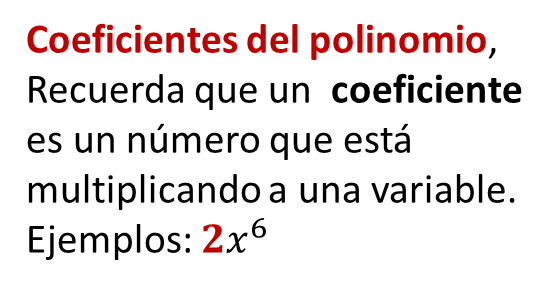 Coeficientes del polinomio,
Recuerda que un coeficiente
es un número que está
multiplicando a una variable.
Ejemplos: 2x⁶